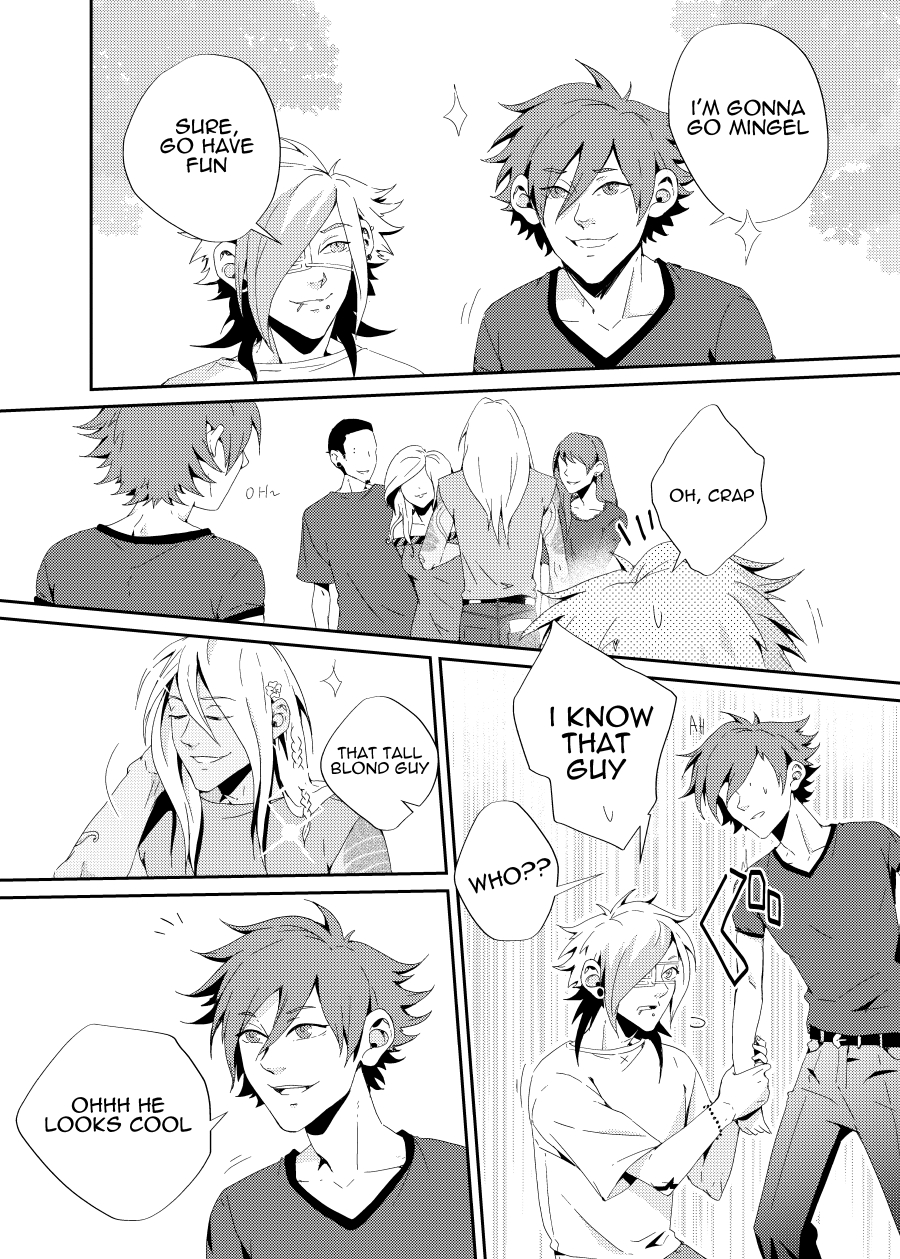 I'M GONNA
GO MINGEL
SURE,
GO HAVE
FUN
OH, CRAP
OH~
I KNOW
THAT
GUY
AH
WHO??
THAT TALL
BLOND GUY
OHHH HE
LOOKS COOL